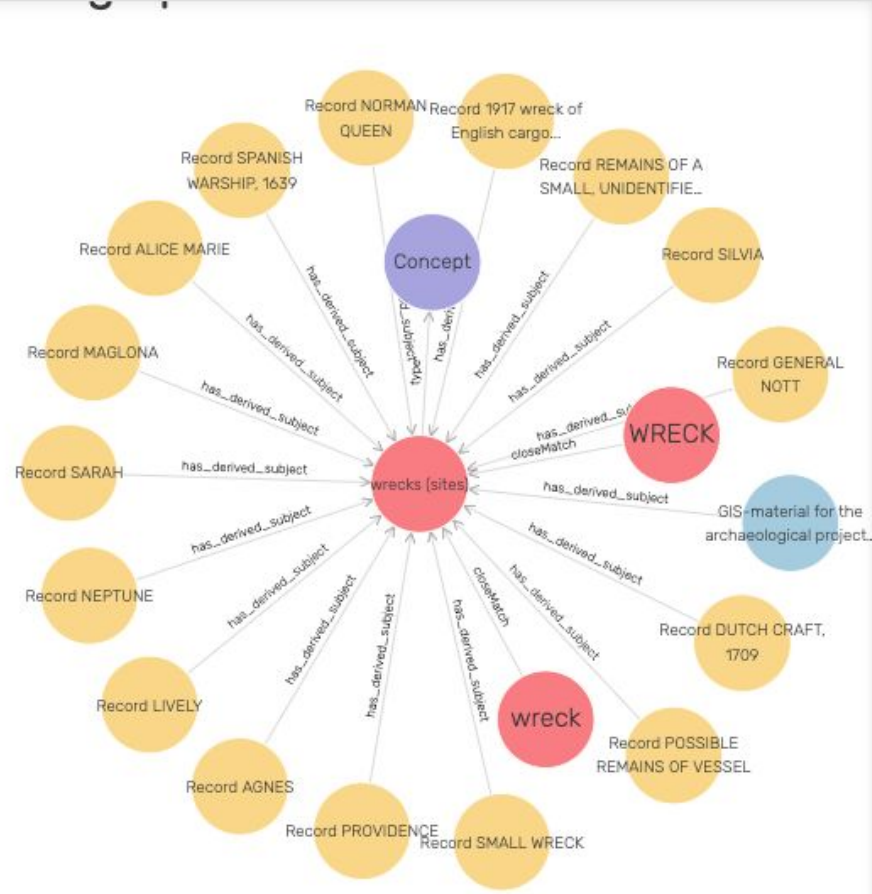 Record NORMAN
QUEEN
Record 1917 wreck of
English cargo...
Record SPANISH
WARSHIP, 1639
Record REMAINS OF A
SMALL, UNIDENTIFIE...
Record ALICE MARIE
Record SILVIA
Concept
Record MAGLONA
Record GENERAL
NOTT
WRECK
wrecks (sites)
Record SARAH
GIS-material for the
archaeological project...
Record NEPTUNE
Record DUTCH CRAFT,
1709
Record LIVELY
wreck
Record POSSIBLE
REMAINS OF VESSEL
Record AGNES
Record PROVIDENCE
Record SMALL WRECK
has_derived_subject
has_derived_subject
has_derived_subject
has_derived_subject
has_derived_subject
has_derived_subject
has_derived_subject
has_derived_subject
has_derived_subject
has_derived_subject
closeMatch
has_derived_subject
has_derived_subject
closeMatch
has_derived_subject
has_derived_subject
type
has_derived_subject